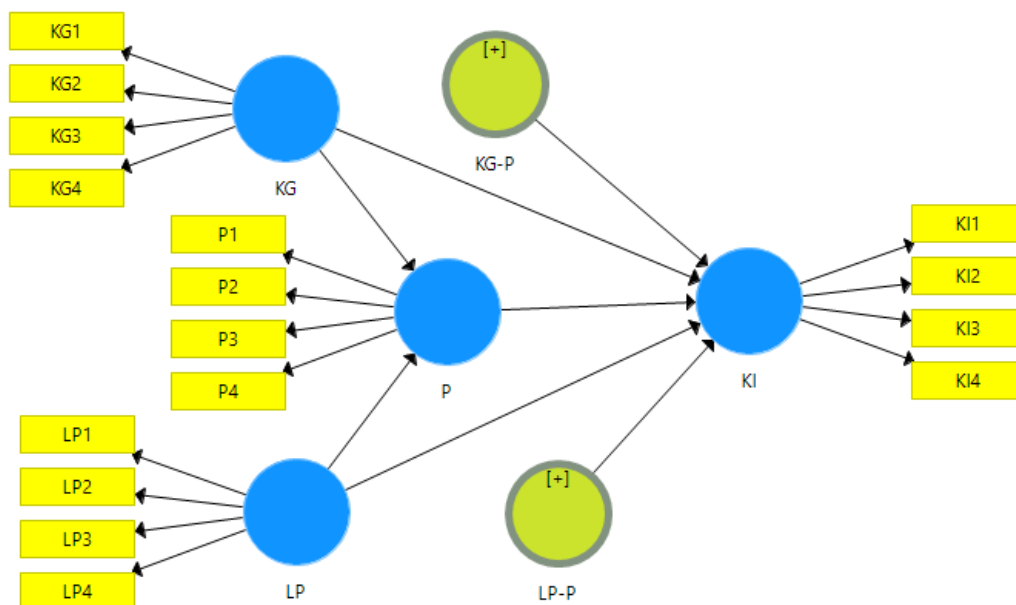 KG1
KG2
KG3
KG4
KG
[+]
KG-P
P1
P2
P3
P4
P
KI1
KI2
KI3
KI4
KI
LP1
LP2
LP3
LP4
LP
[+]
LP-P